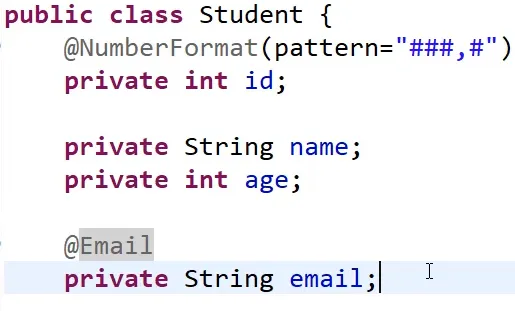 public class Student {
@NumberFormat(pattern="###,#")
private int id;
private String name;
private int age;
@Email
private String email;